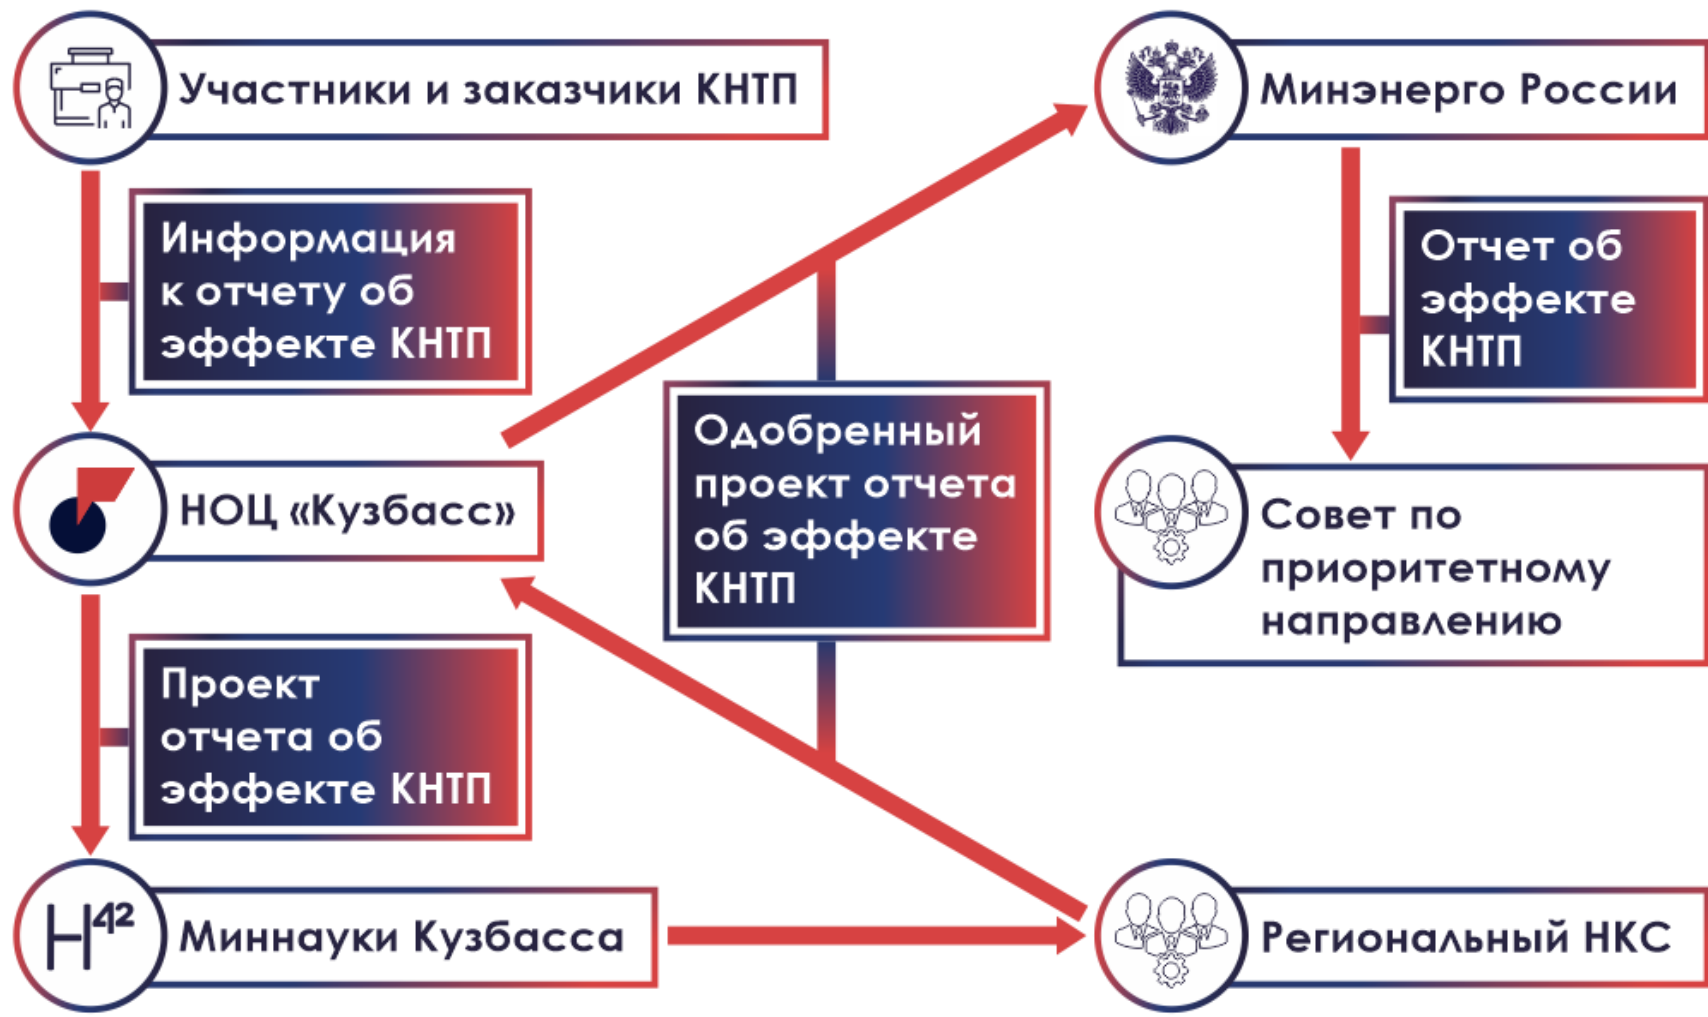 Участники и заказчики КНТП
Минэнерго России
Информация
к отчету об
эффекте КНТП
Отчет об
эффекте
КНТП
Одобренный
проект отчета
об эффекте
КНТП
НОЦ «Кузбасс»
Совет по
приоритетному
направлению
Проект
отчета об
эффекте КНТП
Н42
Миннауки Кузбасса
Региональный НКС